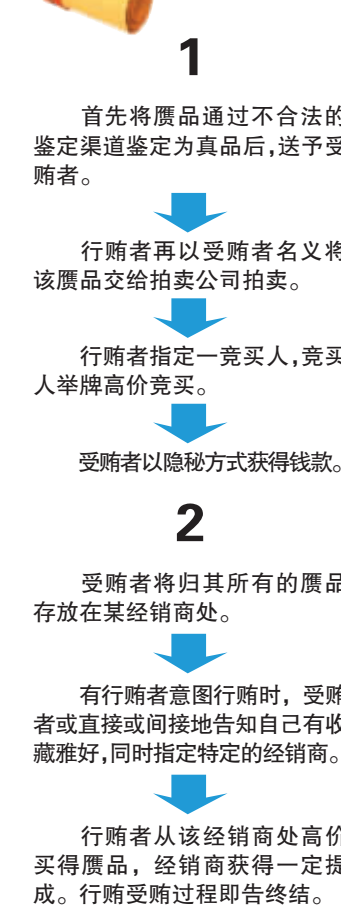 1
首先将赝品通过不合法的
鉴定渠道鉴定为真品后,送予受
贿者。
行贿者再以受贿者名义将
该赝品交给拍卖公司拍卖。
行贿者指定一竞买人,竞买
人举牌高价竞买。
受贿者以隐秘方式获得钱款。
2
受贿者将归其所有的赝品
存放在某经销商处。
有行贿者意图行贿时，受贿
者或直接或间接地告知自己有收
藏雅好,同时指定特定的经销商。
行贿者从该经销商处高价
买得赝品，经销商获得一定提
成。行贿受贿过程即告终结。